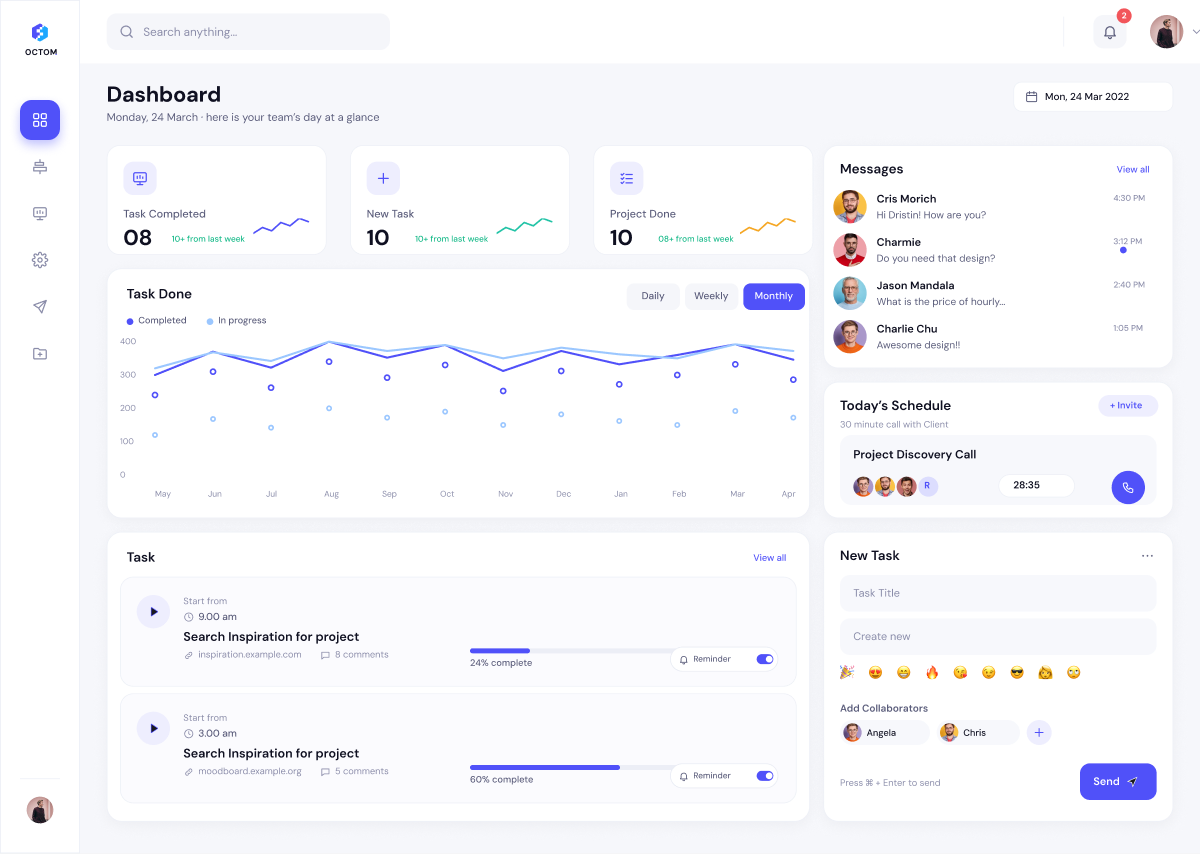 OCTOM
Search anything...
2
Dashboard
Monday, 24 March · here is your team’s day at a glance
Mon, 24 Mar 2022
Task Completed
08
10+ from last week
New Task
10
10+ from last week
Project Done
10
08+ from last week
Messages
View all
Cris Morich
4:30 PM
Hi Dristin! How are you?
Charmie
3:12 PM
Do you need that design?
Jason Mandala
2:40 PM
What is the price of hourly...
Charlie Chu
1:05 PM
Awesome design!!
Task Done
Daily
Weekly
Monthly
Completed
In progress
400
300
200
100
0
May
Jun
Jul
Aug
Sep
Oct
Nov
Dec
Jan
Feb
Mar
Apr
Today’s Schedule
+ Invite
30 minute call with Client
Project Discovery Call
R
28:35
Task
View all
Start from
9.00 am
Search Inspiration for project
inspiration.example.com
8 comments
24% complete
Reminder
Start from
3.00 am
Search Inspiration for project
moodboard.example.org
5 comments
60% complete
Reminder
New Task
Task Title
Create new
Add Collaborators
Angela
Chris
Press ⌘ + Enter to send
Send